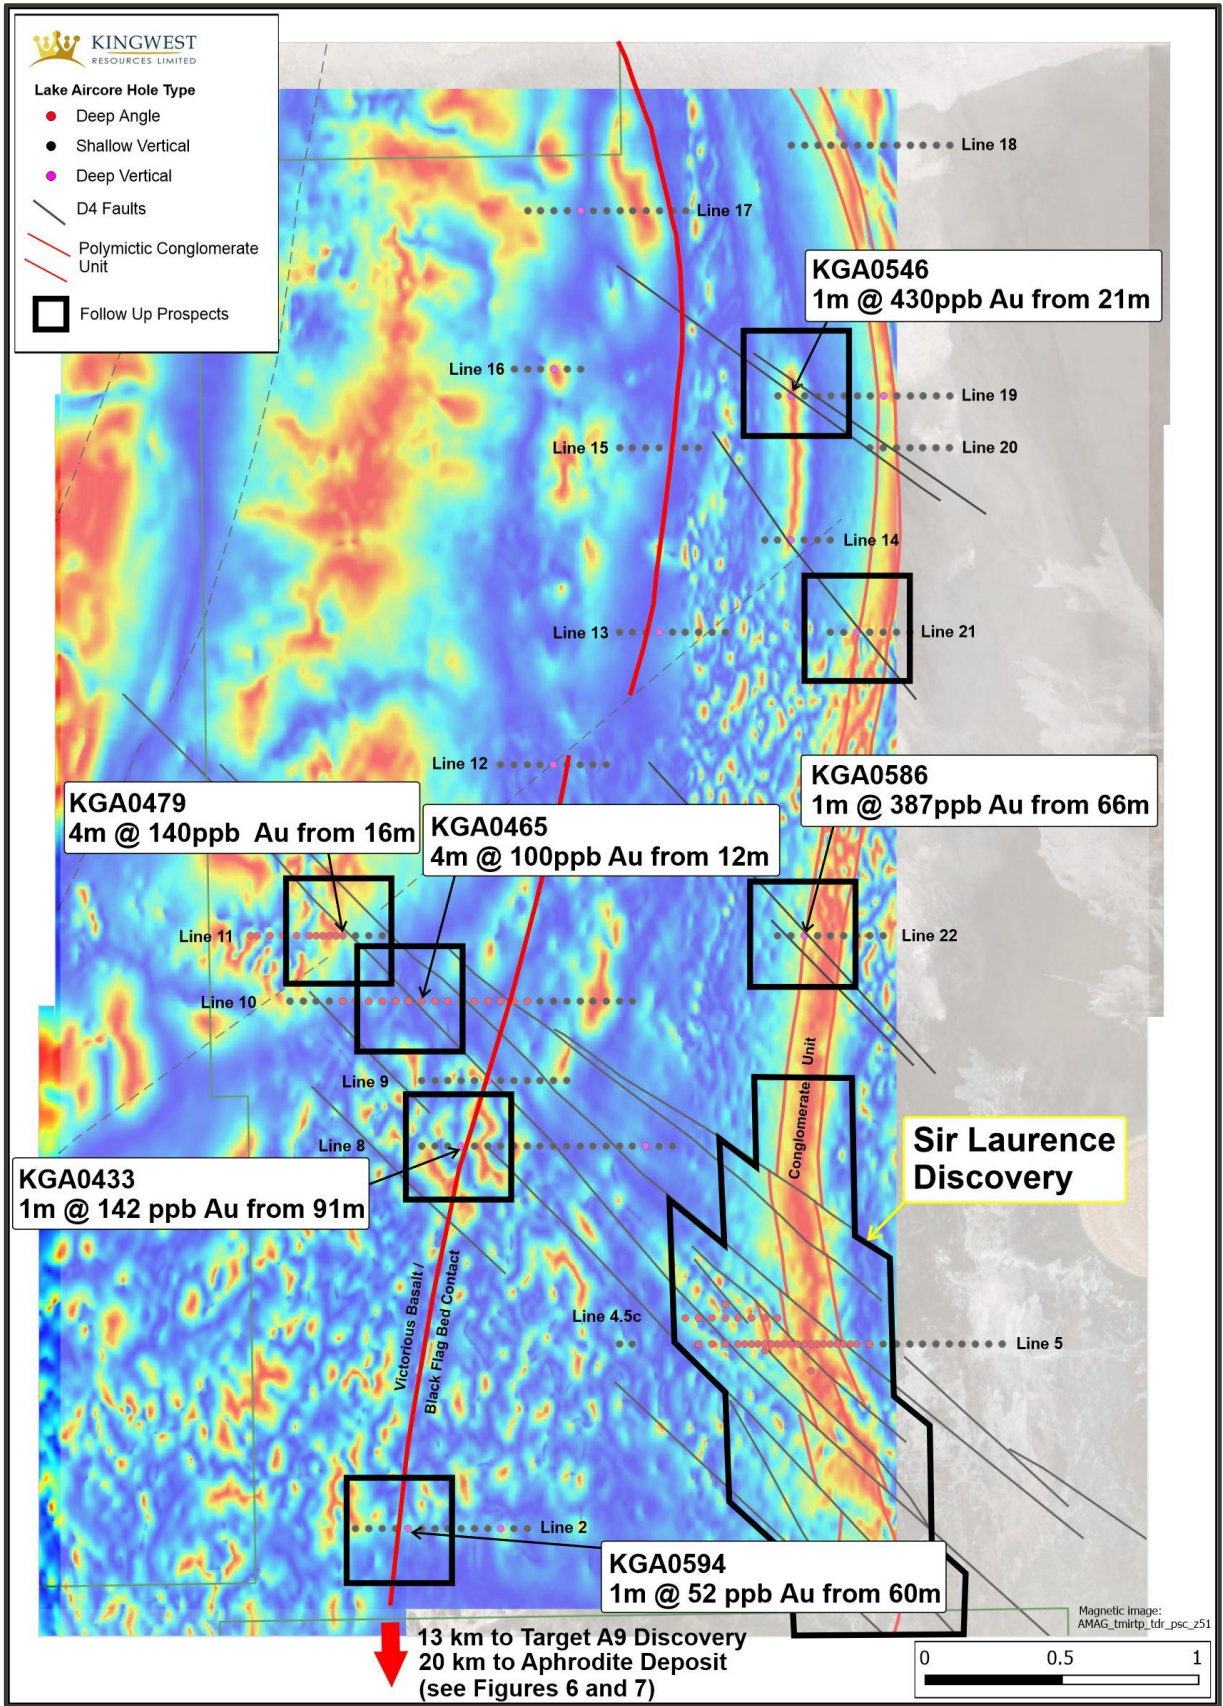 KINGWEST
RESOURCES LIMITED
Lake Aircore Hole Type
Deep Angle
Shallow Vertical
Deep Vertical
D4 Faults
Polymictic Conglomerate
Unit
Follow Up Prospects
Line 18
Line 17
KGA0546
1m @ 430ppb Au from 21m
Line 16
Line 19
Line 15
Line 20
Line 14
Line 13
Line 21
Line 12
KGA0586
1m @ 387ppb Au from 66m
KGA0479
4m @ 140ppb Au from 16m
KGA0465
4m @ 100ppb Au from 12m
Line 11
Line 22
Line 10
Conglomerate Unit
Line 9
Line 8
Sir Laurence
Discovery
KGA0433
1m @ 142 ppb Au from 91m
Victorious Basalt /
Black Flag Bed Contact
Line 4.5c
Line 5
Line 2
KGA0594
1m @ 52 ppb Au from 60m
13 km to Target A9 Discovery
20 km to Aphrodite Deposit
(see Figures 6 and 7)
Magnetic image:
AMAG_tmirtp_tdr_psc_z51
0 0.5 1